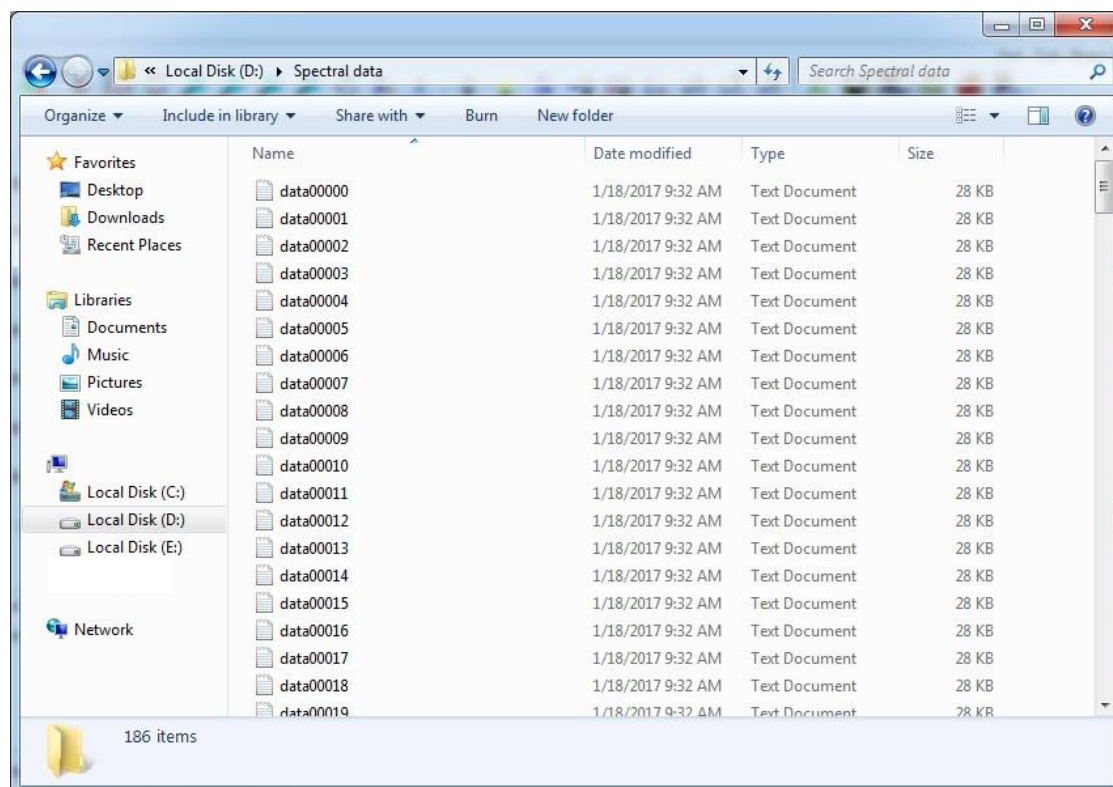 « Local Disk (D:) ▸ Spectral data Search Spectral data
Organize Include in library Share with Burn New folder
Name Date modified Type Size
Favorites
Desktop
Downloads
Recent Places
Libraries
Documents
Music
Pictures
Videos
Local Disk (C:)
Local Disk (D:)
Local Disk (E:)
Network
data00000 1/18/2017 9:32 AM Text Document 28 KB
data00001 1/18/2017 9:32 AM Text Document 28 KB
data00002 1/18/2017 9:32 AM Text Document 28 KB
data00003 1/18/2017 9:32 AM Text Document 28 KB
data00004 1/18/2017 9:32 AM Text Document 28 KB
data00005 1/18/2017 9:32 AM Text Document 28 KB
data00006 1/18/2017 9:32 AM Text Document 28 KB
data00007 1/18/2017 9:32 AM Text Document 28 KB
data00008 1/18/2017 9:32 AM Text Document 28 KB
data00009 1/18/2017 9:32 AM Text Document 28 KB
data00010 1/18/2017 9:32 AM Text Document 28 KB
data00011 1/18/2017 9:32 AM Text Document 28 KB
data00012 1/18/2017 9:32 AM Text Document 28 KB
data00013 1/18/2017 9:32 AM Text Document 28 KB
data00014 1/18/2017 9:32 AM Text Document 28 KB
data00015 1/18/2017 9:32 AM Text Document 28 KB
data00016 1/18/2017 9:32 AM Text Document 28 KB
data00017 1/18/2017 9:32 AM Text Document 28 KB
data00018 1/18/2017 9:32 AM Text Document 28 KB
data00019 1/18/2017 9:32 AM Text Document 28 KB
186 items